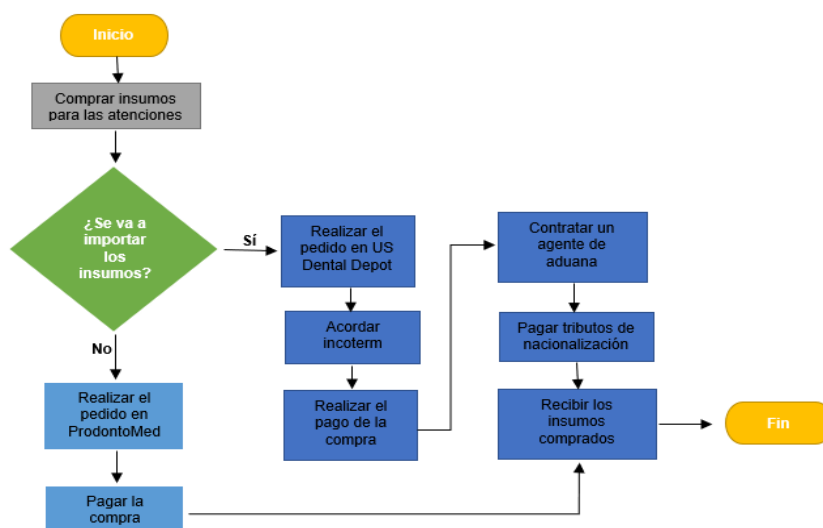 Inicio
Comprar insumos
para las atenciones
¿Se va a
importar
los
insumos?
Sí
No
Realizar el
pedido en US
Dental Depot
Acordar
incoterm
Realizar el
pago de la
compra
Contratar un
agente de
aduana
Pagar tributos de
nacionalización
Recibir los
insumos
comprados
Fin
Realizar el
pedido en
ProdontoMed
Pagar la
compra